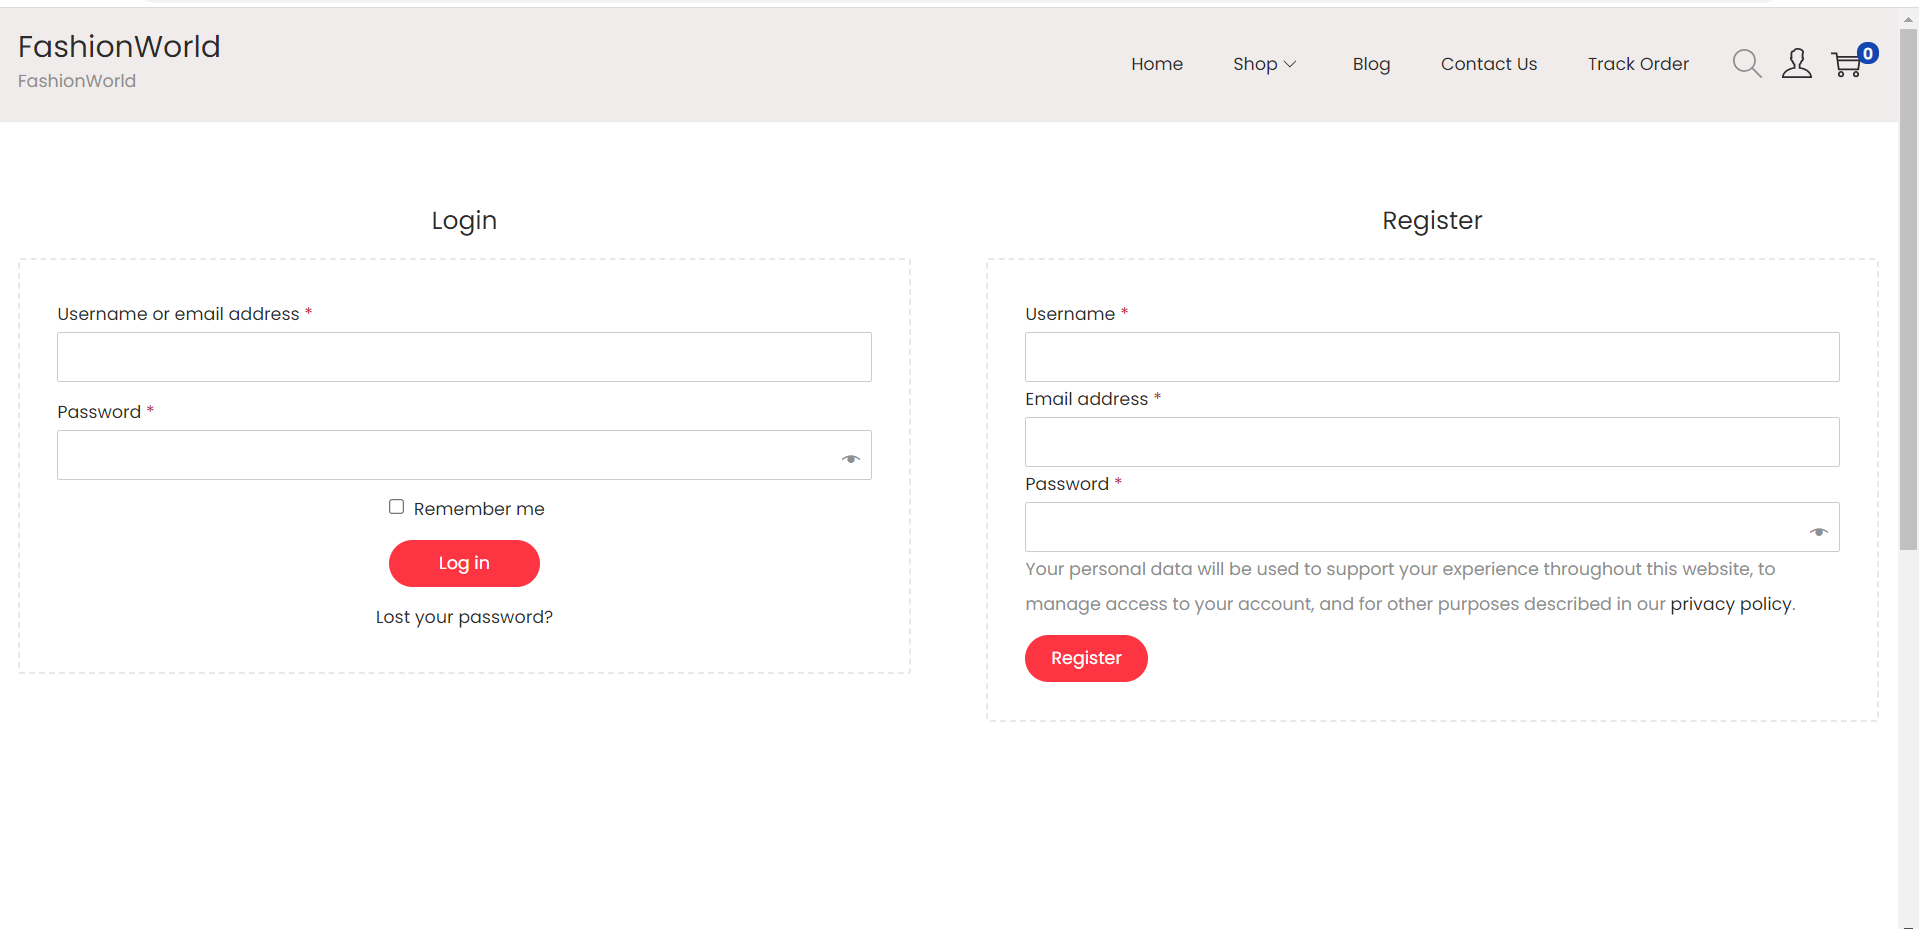 FashionWorld
FashionWorld
Home Shop Blog Contact Us Track Order 0
Login
Username or email address *
Password *
Remember me
Log in
Lost your password?
Register
Username *
Email address *
Password *
Your personal data will be used to support your experience throughout this website, to
manage access to your account, and for other purposes described in our privacy policy.
Register